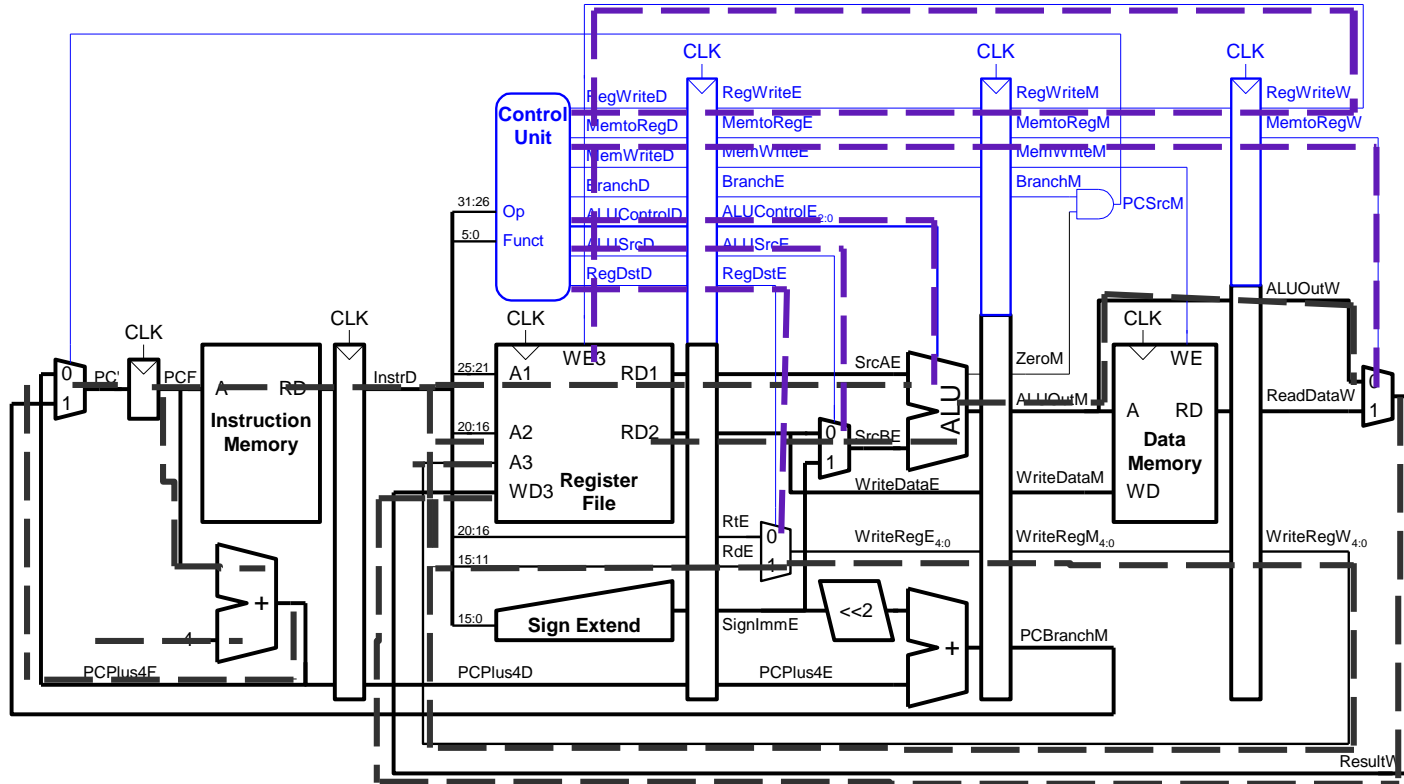 CLK
CLK
CLK
RegWriteD
RegWriteE
RegWriteM
RegWriteW
Control
Unit
MemtoRegD
MemtoRegE
MemtoRegM
MemtoRegW
MemWriteD
MemWriteE
MemWriteM
BranchD
BranchE
BranchM
31:26
Op
ALUControlD
ALUControlE2:0
PCSrcM
5:0
Funct
ALUSrcD
ALUSrcE
RegDstD
RegDstE
ALUOutW
CLK
CLK
CLK
CLK
WE3
WE
0
PC'
PCF
A
RD
InstrD
25:21
A1
RD1
SrcAE
ZeroM
0
1
Instruction
Memory
ALU
ALUOutM
A
RD
ReadDataW
1
20:16
A2
RD2
0
SrcBE
Data
Memory
A3
1
WD3
Register
File
WriteDataE
WriteDataM
WD
20:16
RtE
0
15:11
RdE
1
WriteRegE4:0
WriteRegM4:0
WriteRegW4:0
+
4
15:0
Sign Extend
SignImmE
<<2
+
PCBranchM
PCPlus4F
PCPlus4D
PCPlus4E
ResultW